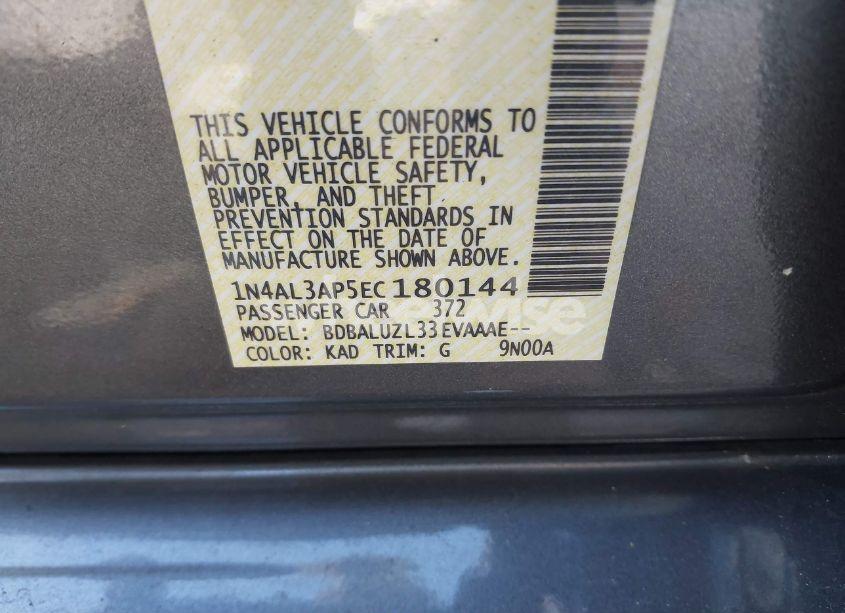 THIS VEHICLE CONFORMS TO
ALL APPLICABLE FEDERAL
MOTOR VEHICLE SAFETY,
BUMPER, AND THEFT
PREVENTION STANDARDS IN
EFFECT ON THE DATE OF
MANUFACTURE SHOWN ABOVE.
1N4AL3AP5EC180144
PASSENGER CAR 372
MODEL: BDBALUZL33EVAAAE--
COLOR: KAD TRIM: G 9N00A